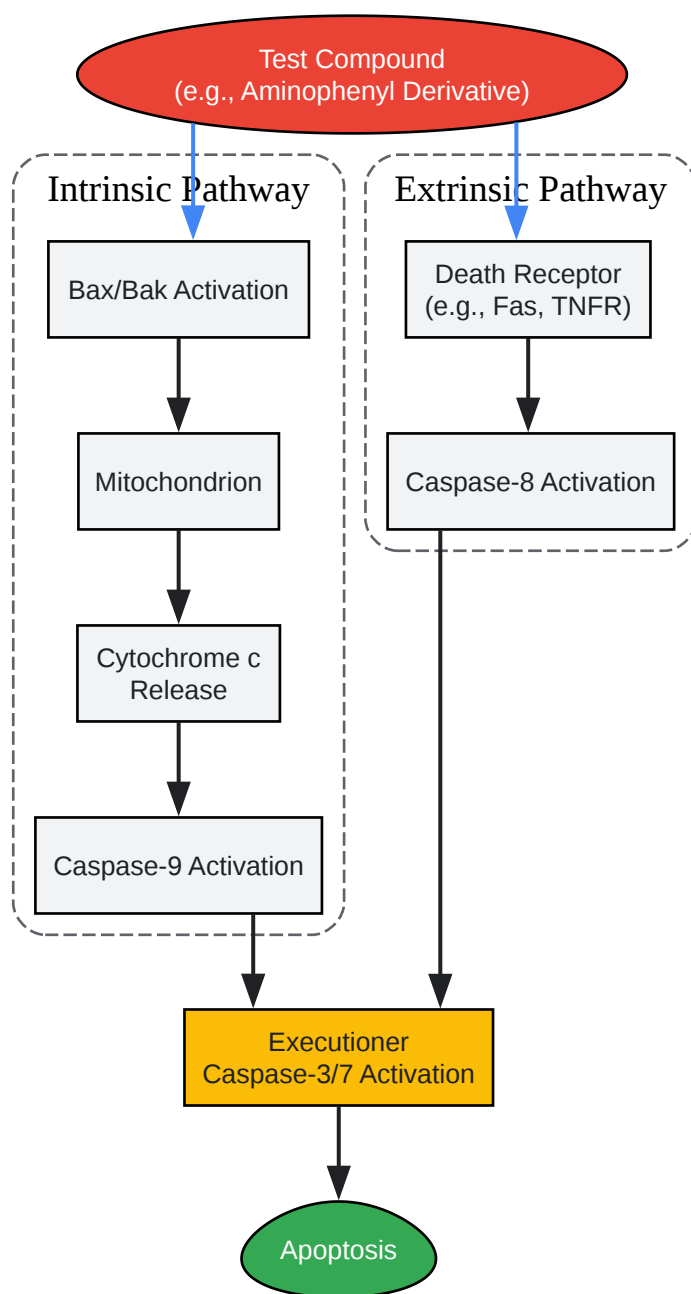 Test Compound
(e.g., Aminophenyl Derivative)
Intrinsic Pathway
Bax/Bak Activation
Mitochondrion
Cytochrome c
Release
Caspase-9 Activation
Extrinsic Pathway
Death Receptor
(e.g., Fas, TNFR)
Caspase-8 Activation
Executioner
Caspase-3/7 Activation
Apoptosis